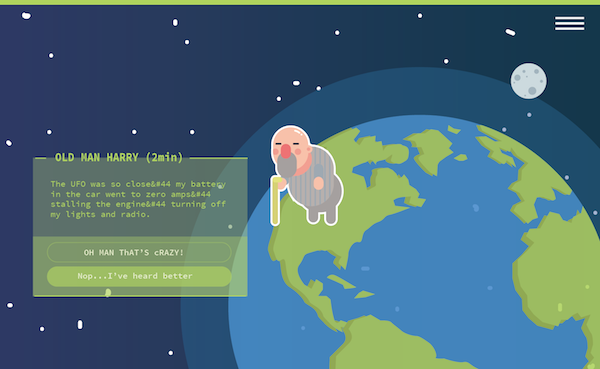 OLD MAN HARRY (2min)
The UFO was so close&#44 my battery
in the car went to zero amps&#44
stalling the engine&#44 turning off
my lights and radio.
OH MAN ThAT'S cRAZY!
Nop...I've heard better